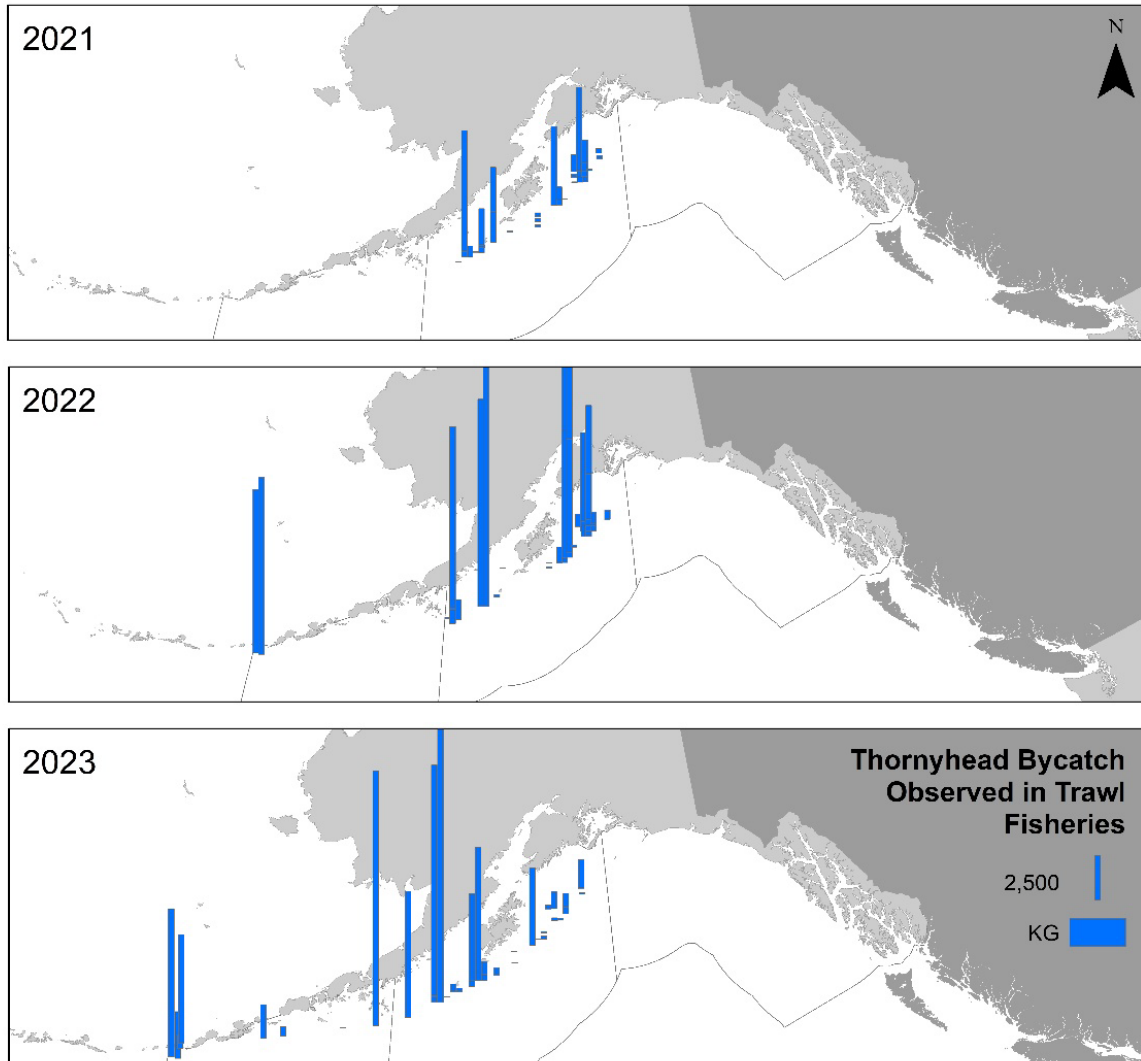 2021
N
2022
2023
Thornyhead Bycatch
Observed in Trawl
Fisheries
2,500
KG